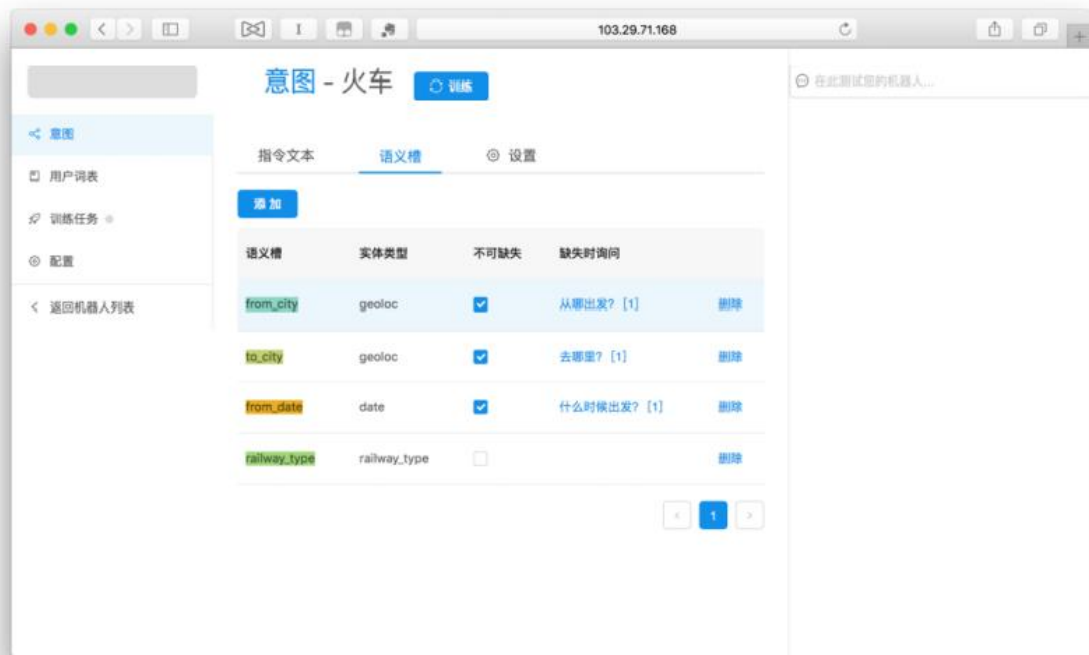 103.29.71.168
意图 - 火车 训练
在此测试您的机器人...
意图
用户词表
训练任务
配置
返回机器人列表
指令文本 语义槽 设置
添加
语义槽 实体类型 不可缺失 缺失时询问
from_city geoloc 从哪出发? [1] 删除
to_city geoloc 去哪里? [1] 删除
from_date date 什么时候出发? [1] 删除
railway_type railway_type 删除
< 1 >